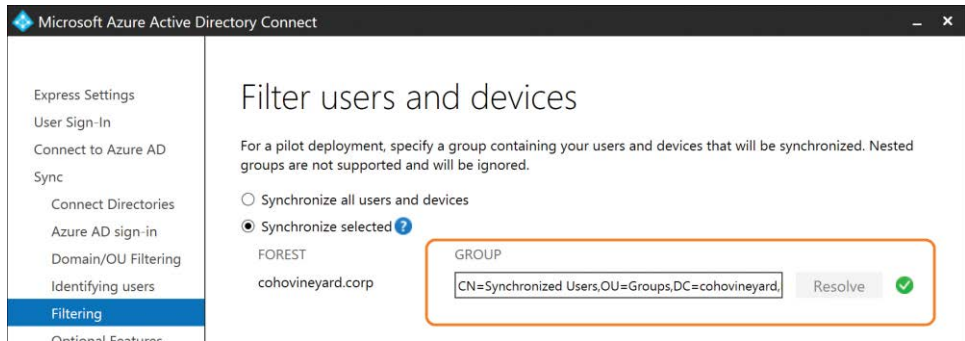 Microsoft Azure Active Directory Connect
Express Settings
User Sign-In
Connect to Azure AD
Sync
Connect Directories
Azure AD sign-in
Domain/OU Filtering
Identifying users
Filtering
Optional Features
Filter users and devices
For a pilot deployment, specify a group containing your users and devices that will be synchronized. Nested
groups are not supported and will be ignored.
Synchronize all users and devices
Synchronize selected ?
FOREST GROUP
cohovineyard.corp CN=Synchronized Users,OU=Groups,DC=cohovineyard, Resolve